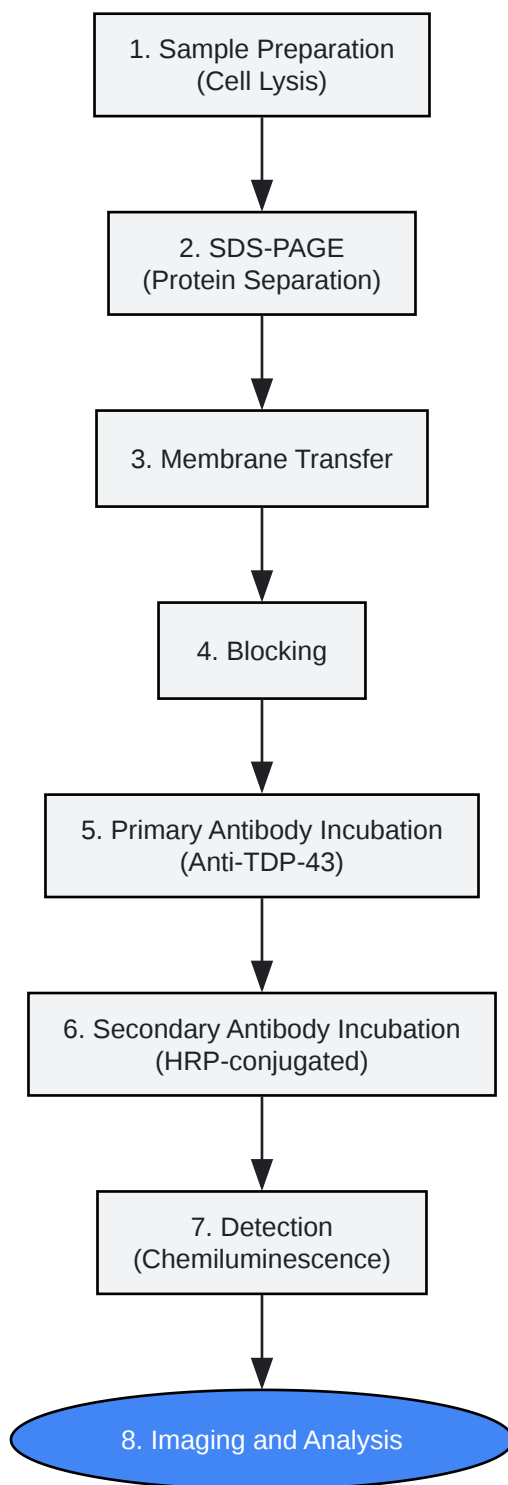 1. Sample Preparation
(Cell Lysis)
2. SDS-PAGE
(Protein Separation)
3. Membrane Transfer
4. Blocking
5. Primary Antibody Incubation
(Anti-TDP-43)
6. Secondary Antibody Incubation
(HRP-conjugated)
7. Detection
(Chemiluminescence)
8. Imaging and Analysis